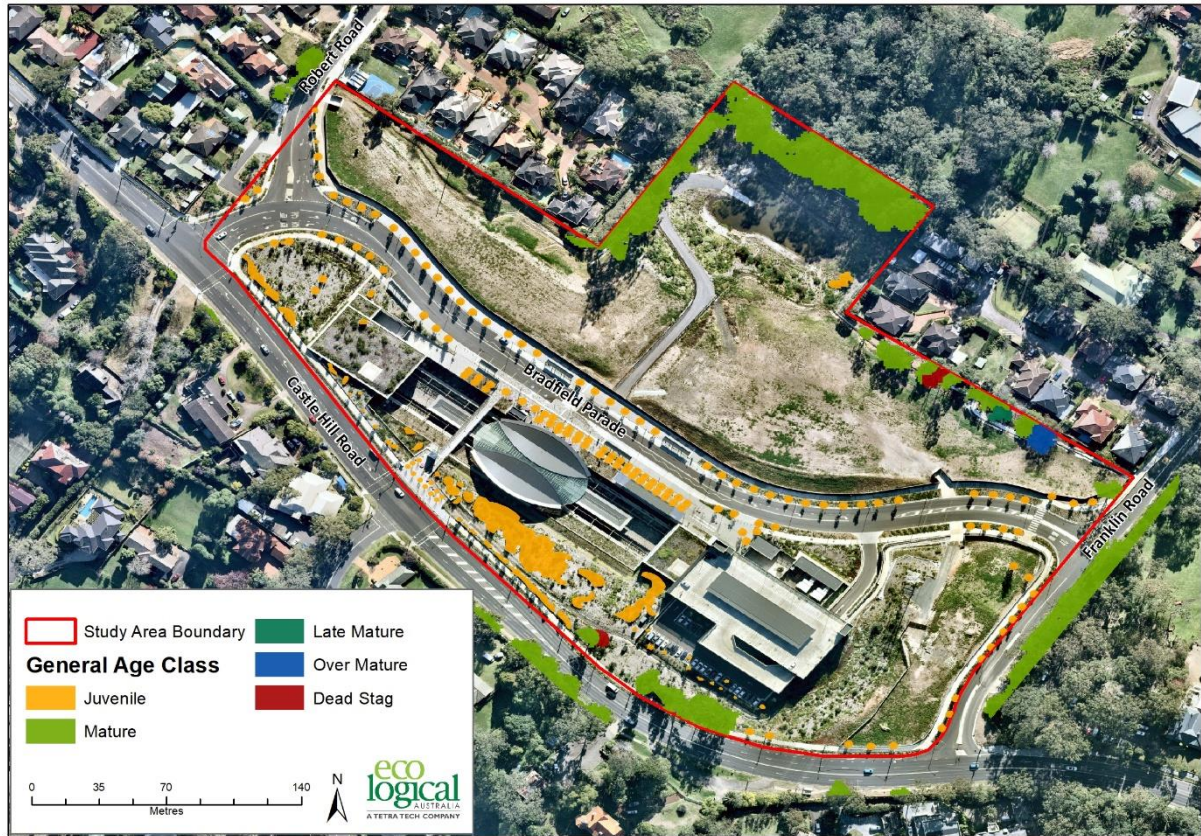 Robert Road
Bradfield Parade
Castle Hill Road
Franklin Road
Study Area Boundary
General Age Class
Juvenile
Mature
Late Mature
Over Mature
Dead Stag
0 35 70 140
Metres
N
eco
logical
AUSTRALIA
A TETRA TECH COMPANY